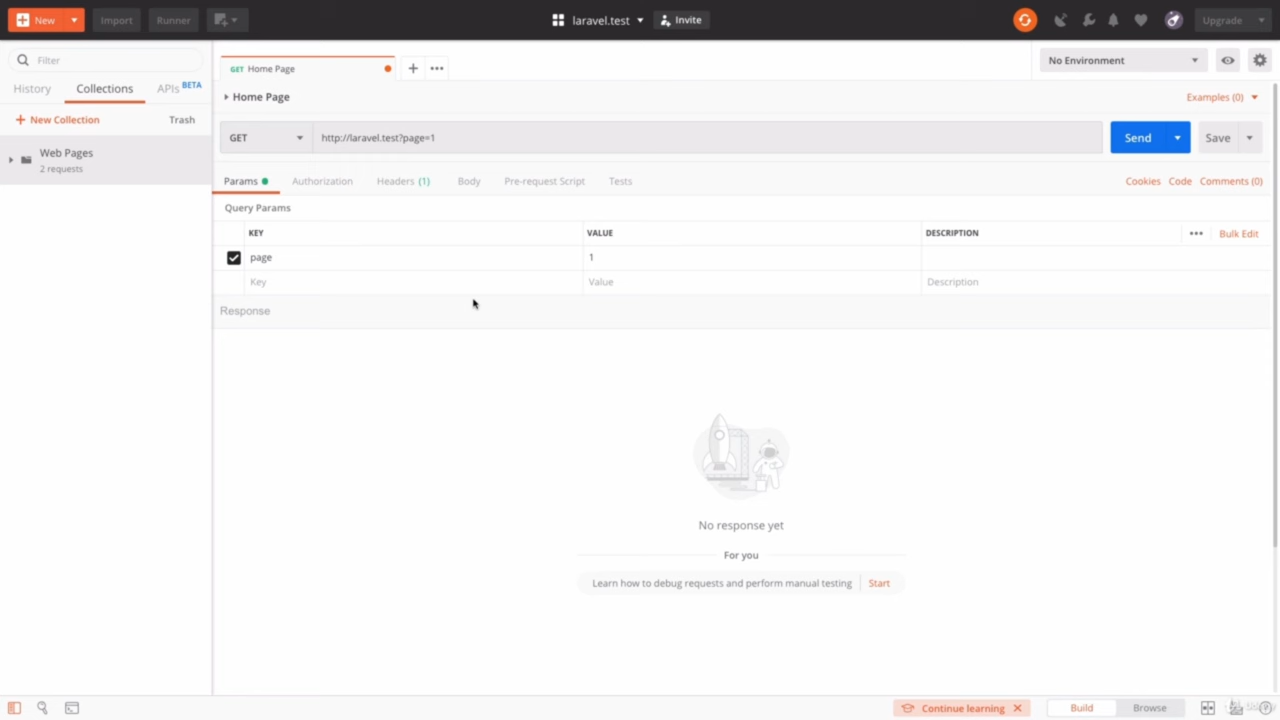 New
Import
Runner
laravel.test
Invite
Upgrade
Filter
History
Collections
APIs BETA
New Collection
Trash
Web Pages
2 requests
GET Home Page
No Environment
Home Page
Examples (0)
GET
http://laravel.test?page=1
Send
Save
Params
Authorization
Headers (1)
Body
Pre-request Script
Tests
Cookies
Code
Comments (0)
Query Params
KEY
VALUE
DESCRIPTION
Bulk Edit
page
1
Key
Value
Description
Response
No response yet
For you
Learn how to debug requests and perform manual testing
Start
Continue learning
Build
Browse